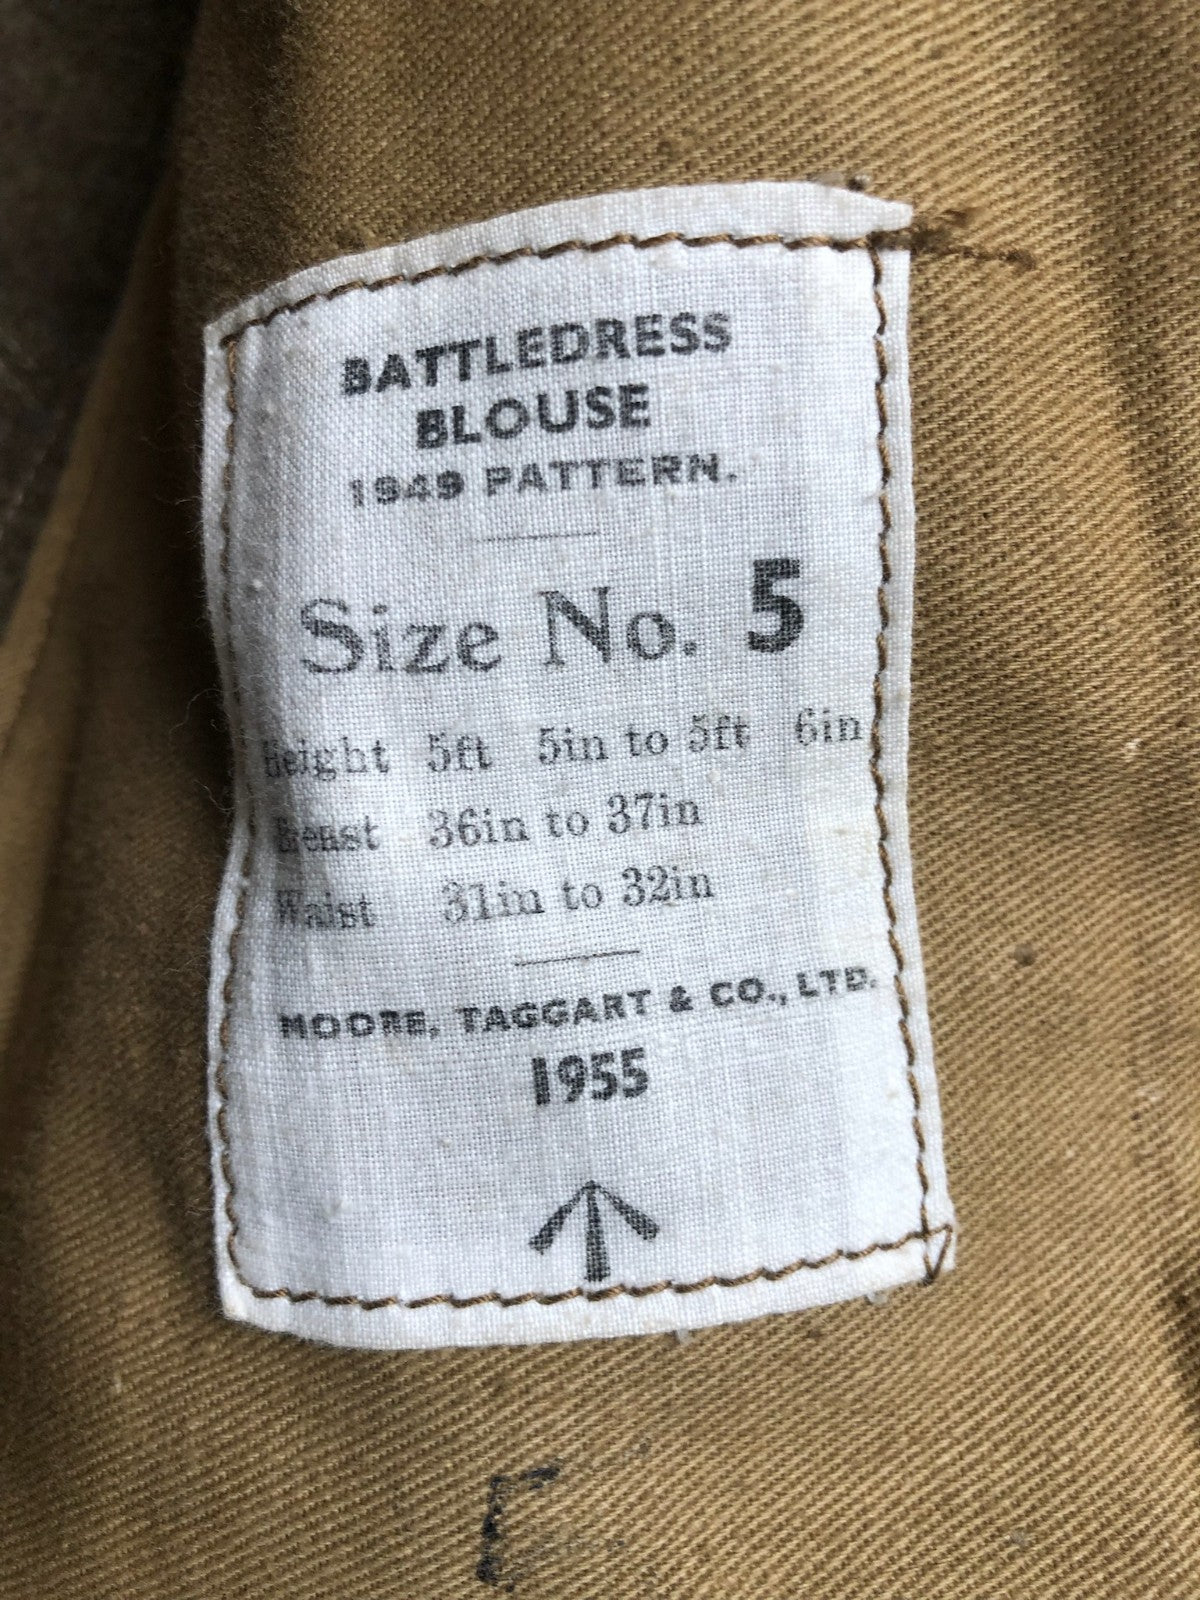 BATTLEDRESS
BLOUSE
1949 PATTERN.
Size No. 5
Height 5ft 5in to 5ft 6in
Breast 36in to 37in
Waist 31in to 32in
MOORE, TAGGART & CO., LTD.
1955